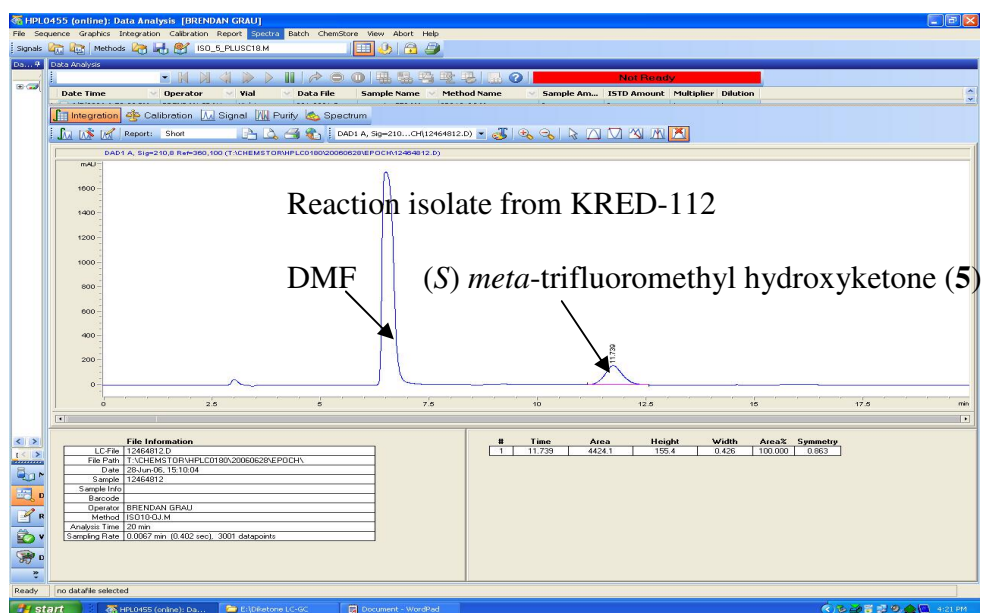 HPL0455 (online): Data Analysis [BRENDAN GRAU]
File Sequence Graphics Integration Calibration Report Spectra Batch ChemStore View Abort Help
Signals Methods ISO_5_PLUSC18.M
Da... Data Analysis
Not Ready
Date Time Operator Vial Data File Sample Name Method Name Sample Am... ISTD Amount Multiplier Dilution
Integration Calibration Signal Purify Spectrum
Report: Short DAD1 A, Sig=210....CH\12464812.D)
DAD1 A, Sig=210,8 Ref=360,100 (T:\CHEMSTOR\HPLC0180\20060628\EPOCH\12464812.D)
mAU
1600
1400
1200
1000
800
600
400
200
0
Reaction isolate from KRED-112
DMF
(S) meta-trifluoromethyl hydroxyketone (5)
11.739
0 2.5 5 7.5 10 12.5 15 17.5 min
File Information
LC-File 12464812.D
File Path T:\CHEMSTOR\HPLC0180\20060628\EPOCH\
Date 28-Jun-06, 15:10:04
Sample 12464812
Sample Info
Barcode
Operator BRENDAN GRAU
Method ISO10-OJ.M
Analysis Time 20 min
Sampling Rate 0.0067 min (0.402 sec), 3001 datapoints
# Time Area Height Width Area% Symmetry
1 11.739 4424.1 155.4 0.426 100.000 0.863
Ready no datafile selected
start HPL0455 (online): Da... E:\Diketone LC-GC Document - WordPad 4:21 PM